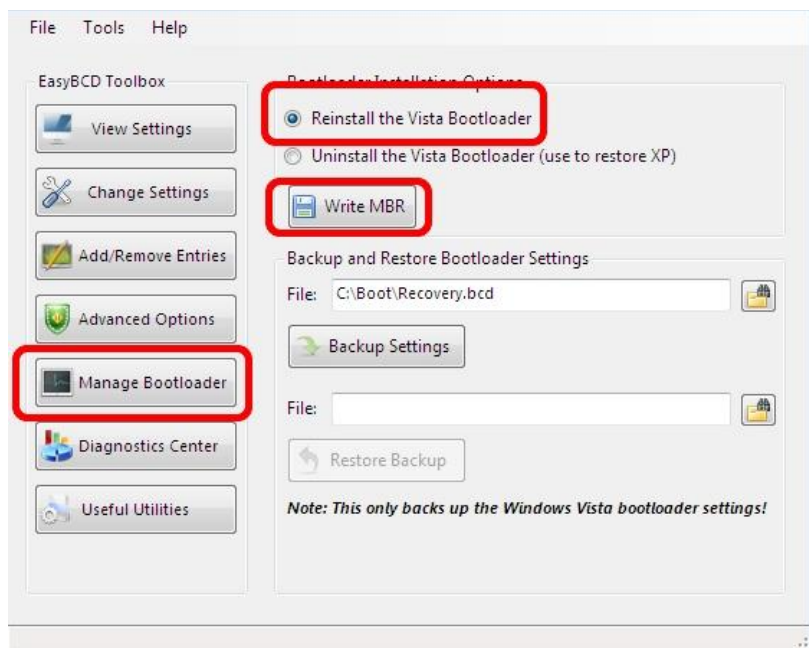 File Tools Help
EasyBCD Toolbox
View Settings
Change Settings
Add/Remove Entries
Advanced Options
Manage Bootloader
Diagnostics Center
Useful Utilities
Bootloader Installation Options
Reinstall the Vista Bootloader
Uninstall the Vista Bootloader (use to restore XP)
Write MBR
Backup and Restore Bootloader Settings
File: C:\Boot\Recovery.bcd
Backup Settings
File:
Restore Backup
Note: This only backs up the Windows Vista bootloader settings!